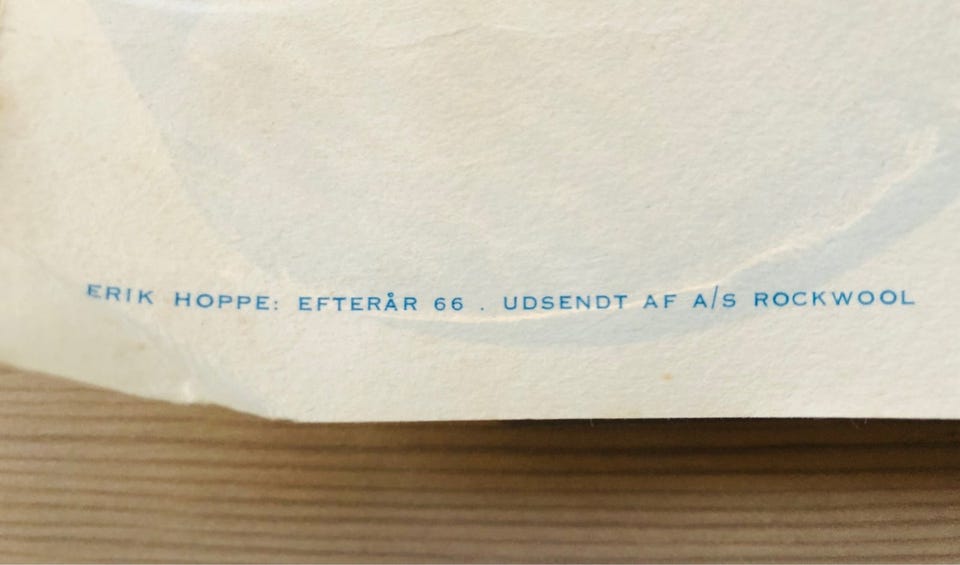 ERIK HOPPE: EFTERÅR 66 . UDSENDT AF A/S ROCKWOOL